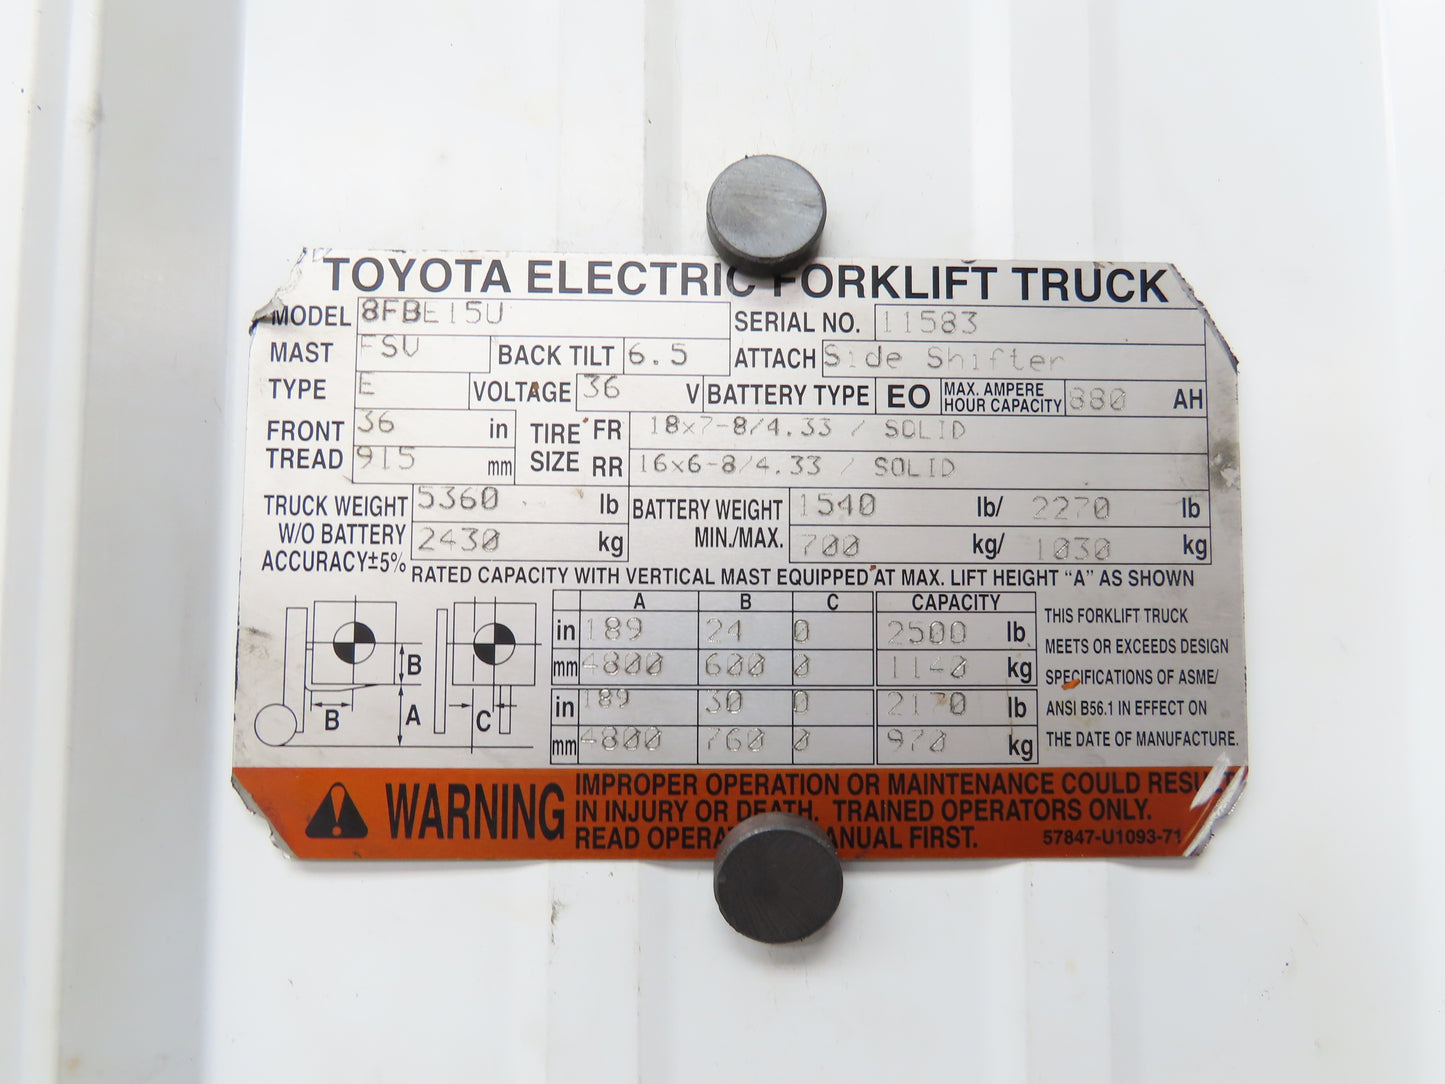 TOYOTA ELECTRIC FORKLIFT TRUCK
MODEL 8FBE15U SERIAL NO. 11583
MAST FSV BACK TILT 6.5 ATTACH Side Shifter
TYPE E VOLTAGE 36 V BATTERY TYPE EO MAX. AMPERE HOUR CAPACITY 880 AH
FRONT TREAD 36 in TIRE SIZE FR 18x7-8/4.33 / SOLID
915 mm RR 16x6-8/4.33 / SOLID
TRUCK WEIGHT W/O BATTERY ACCURACY±5% 5360 lb BATTERY WEIGHT MIN./MAX. 1540 lb/ 2270 lb
2430 kg 700 kg/ 1030 kg
RATED CAPACITY WITH VERTICAL MAST EQUIPPED AT MAX. LIFT HEIGHT "A" AS SHOWN
A B C CAPACITY
in 189 24 0 2500 lb
mm 4800 600 0 1140 kg
in 189 30 0 2170 lb
mm 4800 760 0 970 kg
B
B A C
THIS FORKLIFT TRUCK
MEETS OR EXCEEDS DESIGN
SPECIFICATIONS OF ASME/
ANSI B56.1 IN EFFECT ON
THE DATE OF MANUFACTURE.
WARNING
IMPROPER OPERATION OR MAINTENANCE COULD RESULT
IN INJURY OR DEATH. TRAINED OPERATORS ONLY.
READ FIRST. 57847-U1093-71